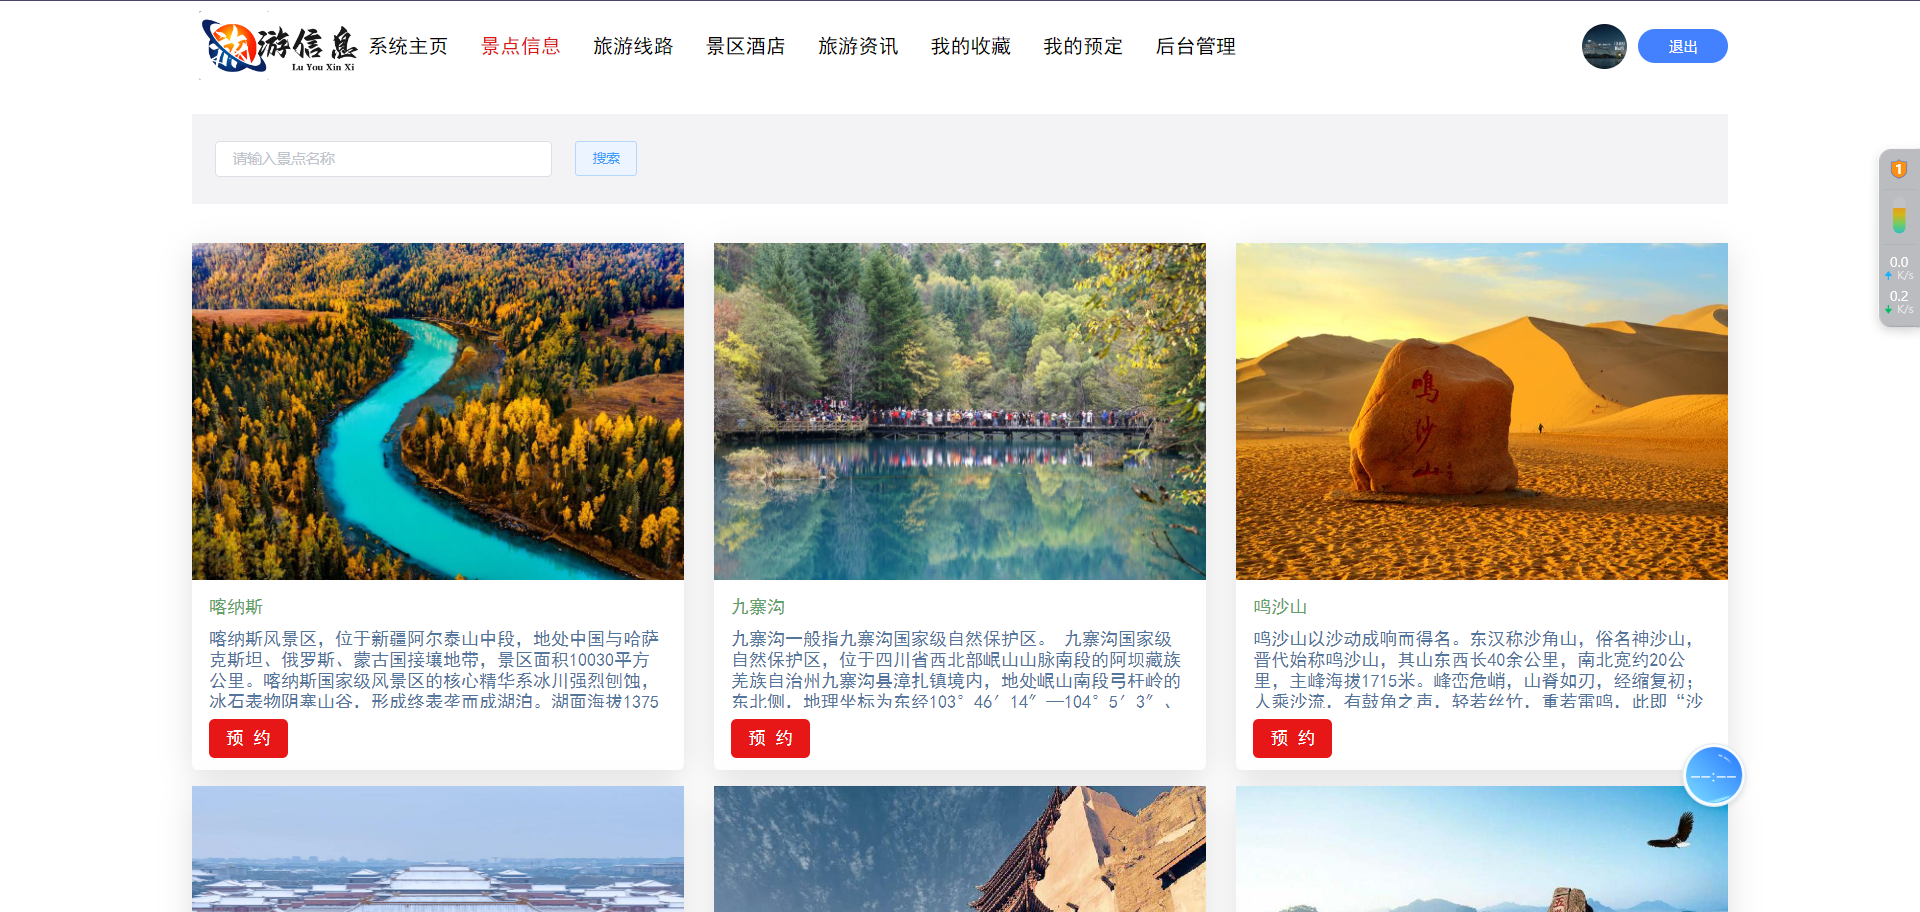 旅游信息
Lu You Xin Xi
系统主页 景点信息 旅游线路 景区酒店 旅游资讯 我的收藏 我的预定 后台管理
退出
请输入景点名称
搜索
1
0.0
K/s
0.2
K/s
鸣沙山
喀纳斯
喀纳斯风景区，位于新疆阿尔泰山中段，地处中国与哈萨
克斯坦、俄罗斯、蒙古国接壤地带，景区面积10030平方
公里。喀纳斯国家级风景区的核心精华系冰川强烈刨蚀，
冰石表物阴塞山谷，形成终表垄而成湖泊。湖面海拔1375
预 约
九寨沟
九寨沟一般指九寨沟国家级自然保护区。 九寨沟国家级
自然保护区，位于四川省西北部岷山山脉南段的阿坝藏族
羌族自治州九寨沟县漳扎镇境内，地处岷山南段弓杆岭的
东北侧，地理坐标为东经103°46′14″—104°5′3″、
预 约
鸣沙山
鸣沙山以沙动成响而得名。东汉称沙角山，俗名神沙山，
晋代始称鸣沙山，其山东西长40余公里，南北宽约20公
里，主峰海拔1715米。峰峦危峭，山脊如刃，经缩复初；
人乘沙流，有鼓角之声，轻若丝竹，重若雷鸣，此即“沙
预 约
--:--